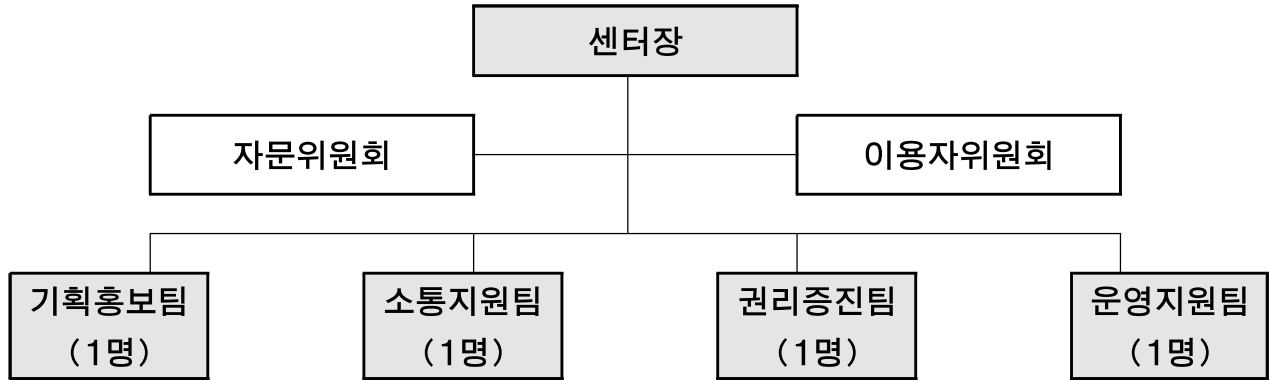 센터장
자문위원회
이용자위원회
기획홍보팀
(1명)
소통지원팀
(1명)
권리증진팀
(1명)
운영지원팀
(1명)